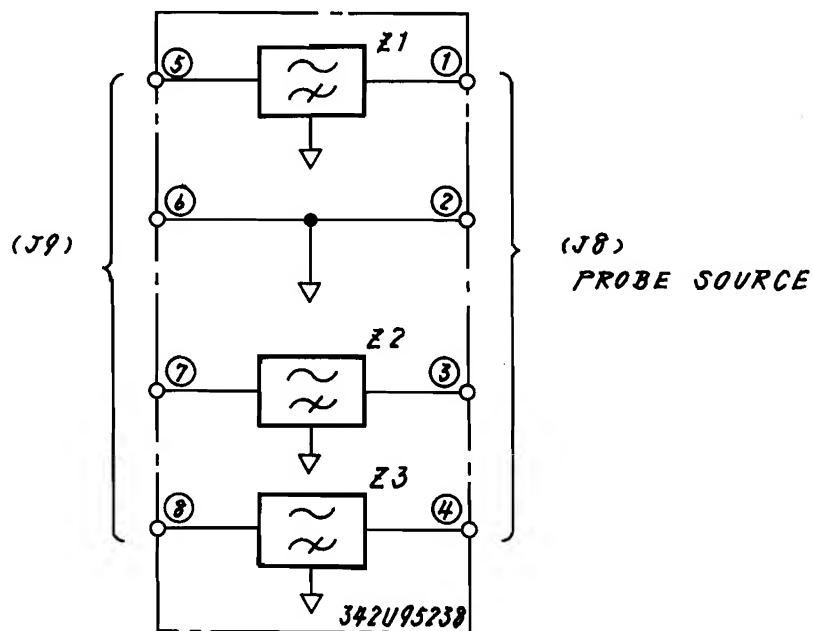 Z1
⑤
①
⑥
②
(J9)
(J8)
PROBE SOURCE
Z2
⑦
③
Z3
⑧
④
342U95238